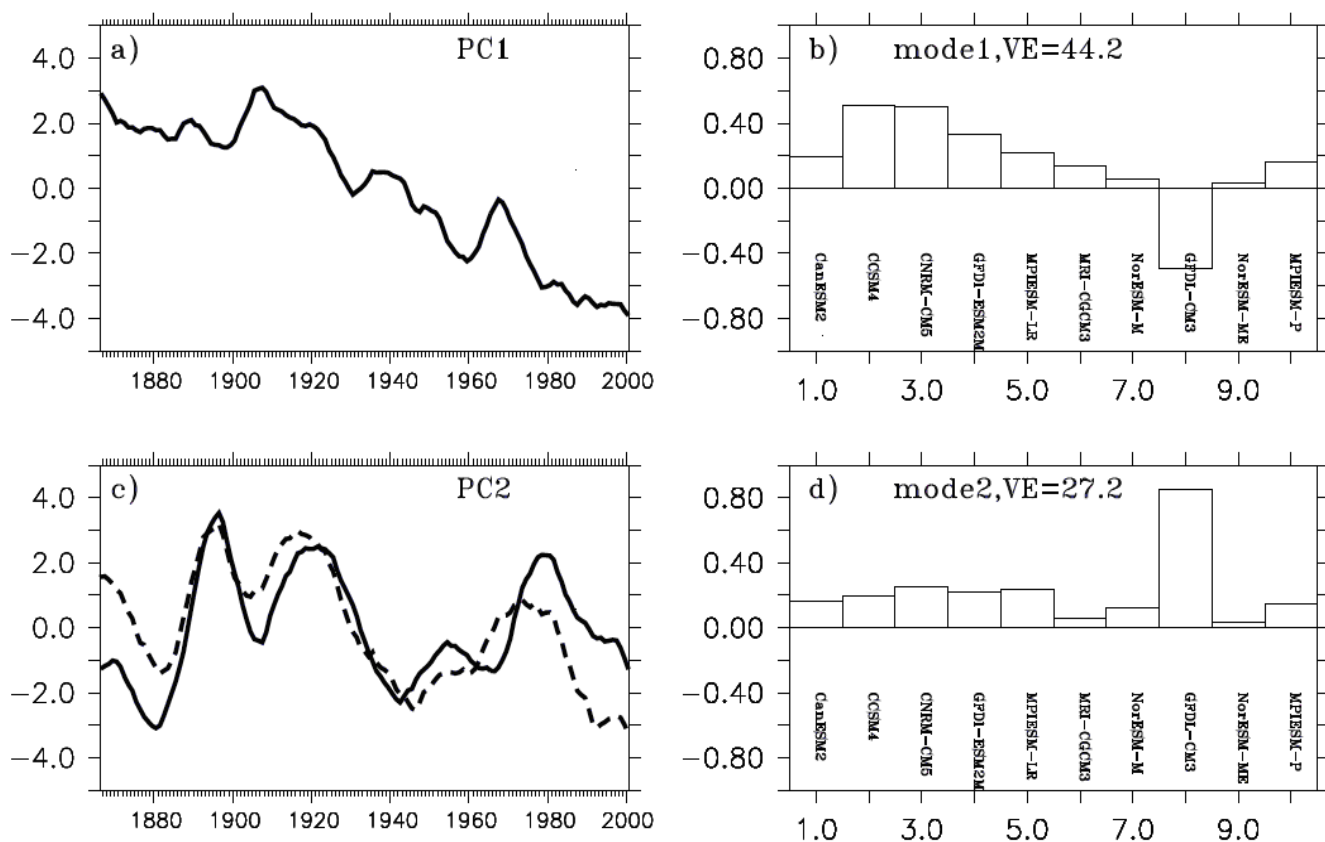 a) PC1
4.0
2.0
0.0
−2.0
−4.0
1880 1900 1920 1940 1960 1980 2000
b) mode1,VE=44.2
0.80
0.40
0.00
−0.40
−0.80
CanESM2
CCSM4
CNRM−CM5
GFDl−ESM2M
MPIESM−LR
MRI−CGCM3
NorESM−M
GFDL−CM3
NorESM−ME
MPIESM−P
1.0 3.0 5.0 7.0 9.0
c) PC2
4.0
2.0
0.0
−2.0
−4.0
1880 1900 1920 1940 1960 1980 2000
d) mode2,VE=27.2
0.80
0.40
0.00
−0.40
−0.80
CanESM2
CCSM4
CNRM−CM5
GFDl−ESM2M
MPIESM−LR
MRI−CGCM3
NorESM−M
GFDL−CM3
NorESM−ME
MPIESM−P
1.0 3.0 5.0 7.0 9.0